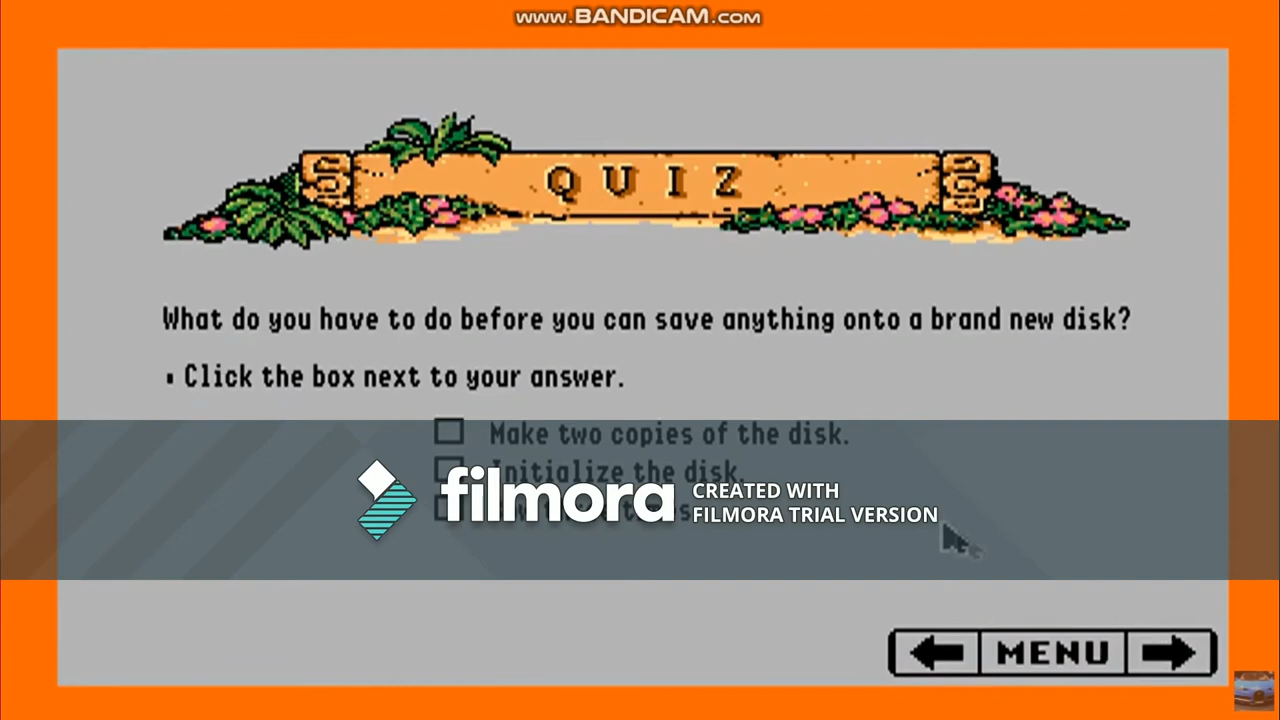 www.BANDICAM.com
QUIZ
What do you have to do before you can save anything onto a brand new disk?
▪ Click the box next to your answer.
Make two copies of the disk.
Initialize the disk.
filmora
CREATED WITH
FILMORA TRIAL VERSION
MENU